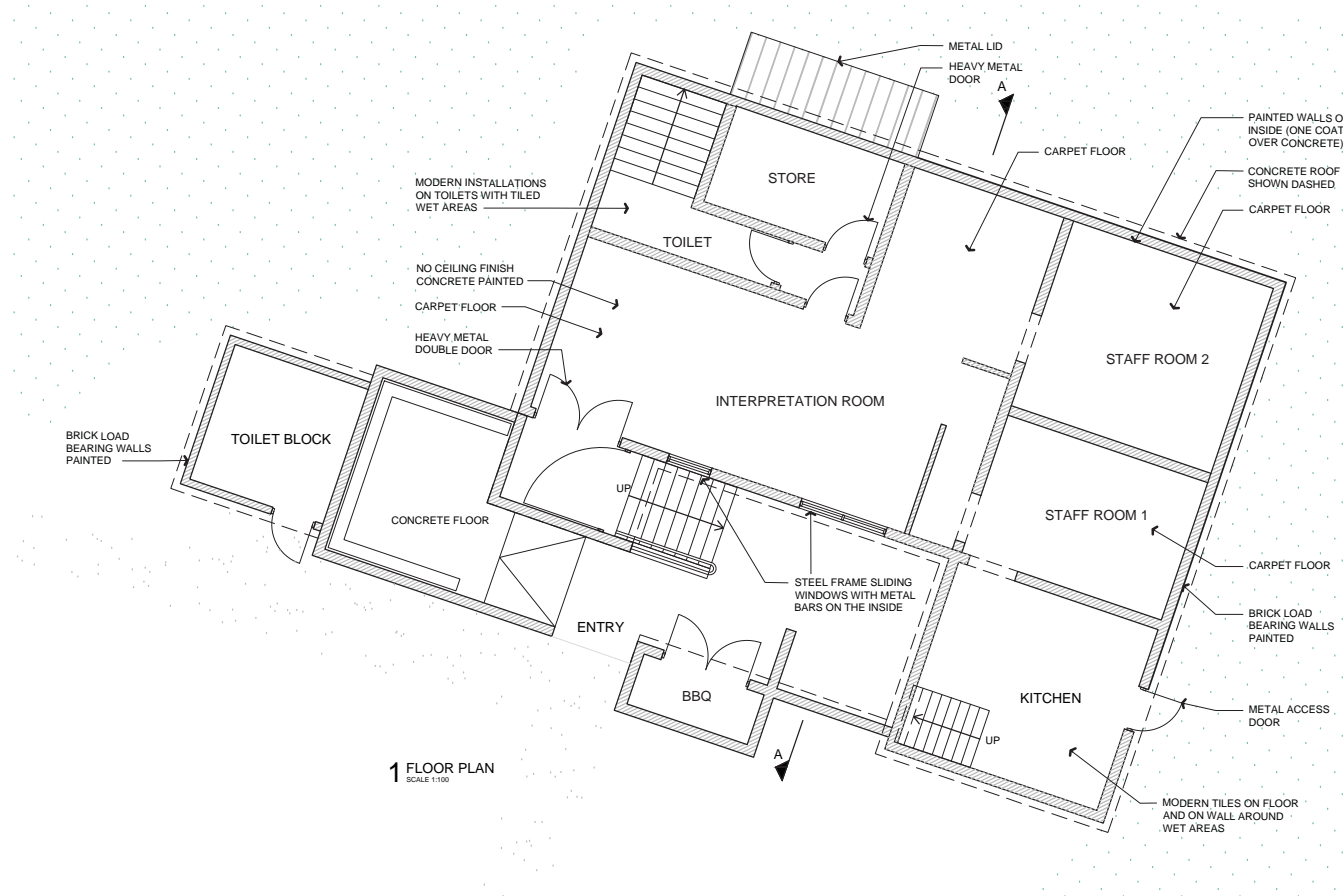 METAL LID
HEAVY METAL
DOOR
A
PAINTED WALLS O
INSIDE (ONE COAT
OVER CONCRETE)
CARPET FLOOR
CONCRETE ROOF
SHOWN DASHED
CARPET FLOOR
STORE
MODERN INSTALLATIONS
ON TOILETS WITH TILED
WET AREAS
TOILET
NO CEILING FINISH
CONCRETE PAINTED
CARPET FLOOR
HEAVY METAL
DOUBLE DOOR
STAFF ROOM 2
INTERPRETATION ROOM
BRICK LOAD
BEARING WALLS
PAINTED
TOILET BLOCK
UP
CONCRETE FLOOR
STAFF ROOM 1
CARPET FLOOR
STEEL FRAME SLIDING
WINDOWS WITH METAL
BARS ON THE INSIDE
BRICK LOAD
BEARING WALLS
PAINTED
ENTRY
BBQ
KITCHEN
METAL ACCESS
DOOR
UP
A
1 FLOOR PLAN
SCALE 1:100
MODERN TILES ON FLOOR
AND ON WALL AROUND
WET AREAS